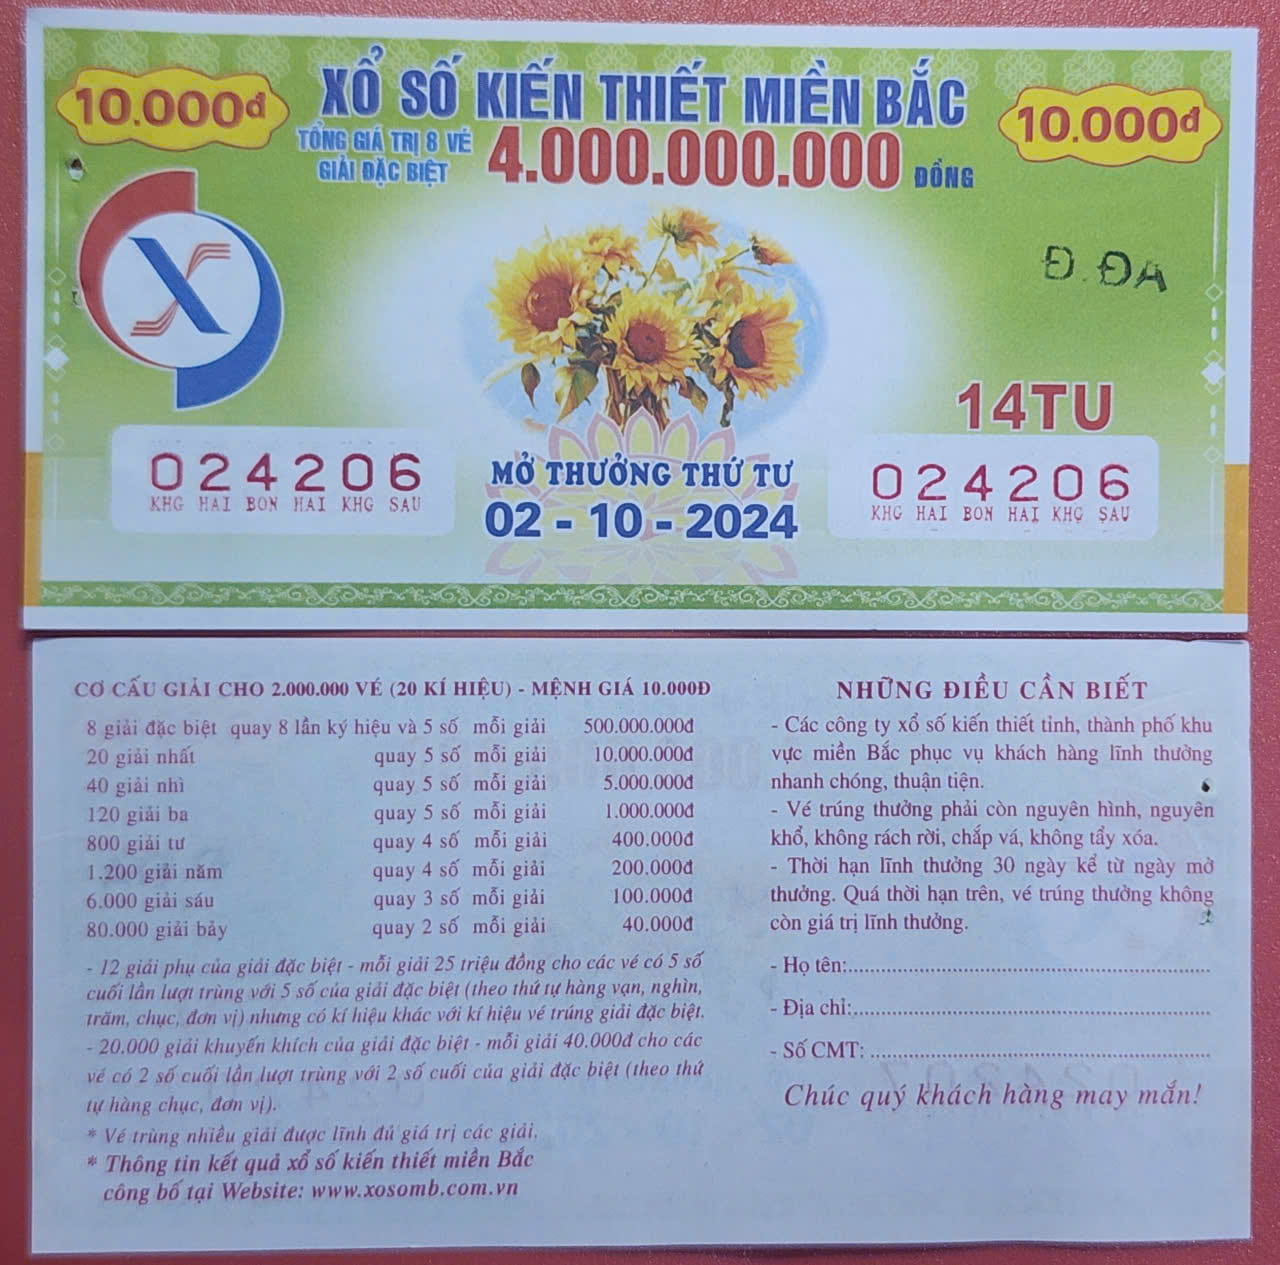 XỔ SỐ KIẾN THIẾT MIỀN BẮC
10.000đ
10.000đ
TỔNG GIÁ TRỊ 8 VÉ
GIẢI ĐẶC BIỆT
4.000.000.000 ĐỒNG
X
Đ.ĐA
14TU
024206
KHG HAI BON HAI KHG SAU
MỞ THƯỞNG THỨ TƯ
02 - 10 - 2024
024206
KHG HAI BON HAI KHG SAU
CƠ CẤU GIẢI CHO 2.000.000 VÉ (20 KÍ HIỆU) - MỆNH GIÁ 10.000Đ
8 giải đặc biệt quay 8 lần ký hiệu và 5 số mỗi giải 500.000.000đ
20 giải nhất quay 5 số mỗi giải 10.000.000đ
40 giải nhì quay 5 số mỗi giải 5.000.000đ
120 giải ba quay 5 số mỗi giải 1.000.000đ
800 giải tư quay 4 số mỗi giải 400.000đ
1.200 giải năm quay 4 số mỗi giải 200.000đ
6.000 giải sáu quay 3 số mỗi giải 100.000đ
80.000 giải bảy quay 2 số mỗi giải 40.000đ
- 12 giải phụ của giải đặc biệt - mỗi giải 25 triệu đồng cho các vé có 5 số
cuối lần lượt trùng với 5 số của giải đặc biệt (theo thứ tự hàng vạn, nghìn,
trăm, chục, đơn vị) nhưng có kí hiệu khác với kí hiệu vé trúng giải đặc biệt.
- 20.000 giải khuyến khích của giải đặc biệt - mỗi giải 40.000đ cho các
vé có 2 số cuối lần lượt trùng với 2 số cuối của giải đặc biệt (theo thứ
tự hàng chục, đơn vị).
* Vé trùng nhiều giải được lĩnh đủ giá trị các giải.
* Thông tin kết quả xổ số kiến thiết miền Bắc
công bố tại Website: www.xosomb.com.vn
NHỮNG ĐIỀU CẦN BIẾT
- Các công ty xổ số kiến thiết tỉnh, thành phố khu
vực miền Bắc phục vụ khách hàng lĩnh thưởng
nhanh chóng, thuận tiện.
- Vé trúng thưởng phải còn nguyên hình, nguyên
khổ, không rách rời, chắp vá, không tẩy xóa.
- Thời hạn lĩnh thưởng 30 ngày kể từ ngày mở
thưởng. Quá thời hạn trên, vé trúng thưởng không
còn giá trị lĩnh thưởng.
- Họ tên:
- Địa chỉ:
- Số CMT:
Chúc quý khách hàng may mắn!